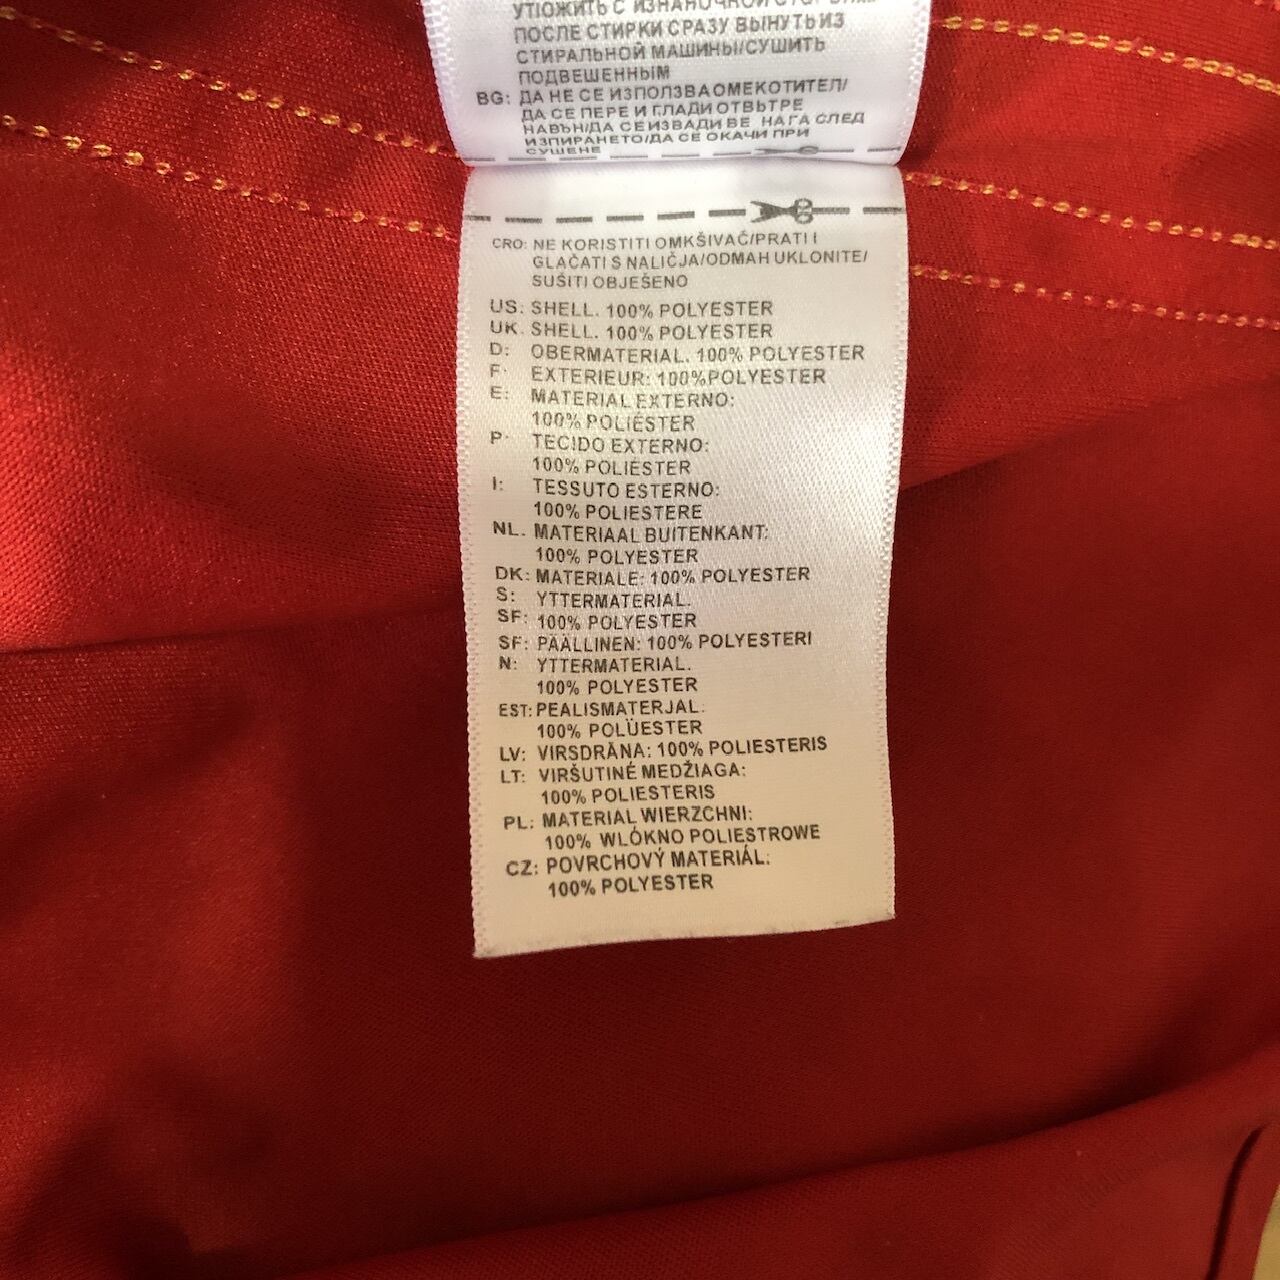 УТЮЖИТЬ С ИЗНАНОЧНОЙ
ПОСЛЕ СТИРКИ СРАЗУ ВЫНУТЬ ИЗ
СТИРАЛЬНОЙ МАШИНЫ/СУШИТЬ
ПОДВЕШЕННЫМ
BG: ДА НЕ СЕ ИЗПОЛЗВА ОМЕКОТИТЕЛ/
ДА СЕ ПЕРЕ И ГЛАДИ ОТВЪТРЕ
НАВЪН/ДА СЕ ИЗВАДИ ВЕ НАГА СЛЕД
ИЗПИРАНЕТО/ДА СЕ ОКАЧИ ПРИ
СУШЕНЕ
CRO: NE KORISTITI OMKŠIVAČ/PRATI I
GLAČATI S NALIČJA/ODMAH UKLONITE/
SUŠITI OBJEŠENO
US: SHELL. 100% POLYESTER
UK. SHELL. 100% POLYESTER
D: OBERMATERIAL. 100% POLYESTER
F· EXTERIEUR: 100%POLYESTER
E: MATERIAL EXTERNO:
100% POLIÉSTER
P· TECIDO EXTERNO:
100% POLIÉSTER
I: TESSUTO ESTERNO:
100% POLIESTERE
NL. MATERIAAL BUITENKANT:
100% POLYESTER
DK: MATERIALE: 100% POLYESTER
S: YTTERMATERIAL.
SF: 100% POLYESTER
SF: PÄÄLLINEN: 100% POLYESTERI
N: YTTERMATERIAL.
100% POLYESTER
EST: PEALISMATERJAL:
100% POLÜESTER
LV: VIRSDRĀNA: 100% POLIESTERIS
LT: VIRŠUTINĖ MEDŽIAGA:
100% POLIESTERIS
PL: MATERIAL WIERZCHNI:
100% WLÓKNO POLIESTROWE
CZ: POVRCHOVÝ MATERIÁL:
100% POLYESTER